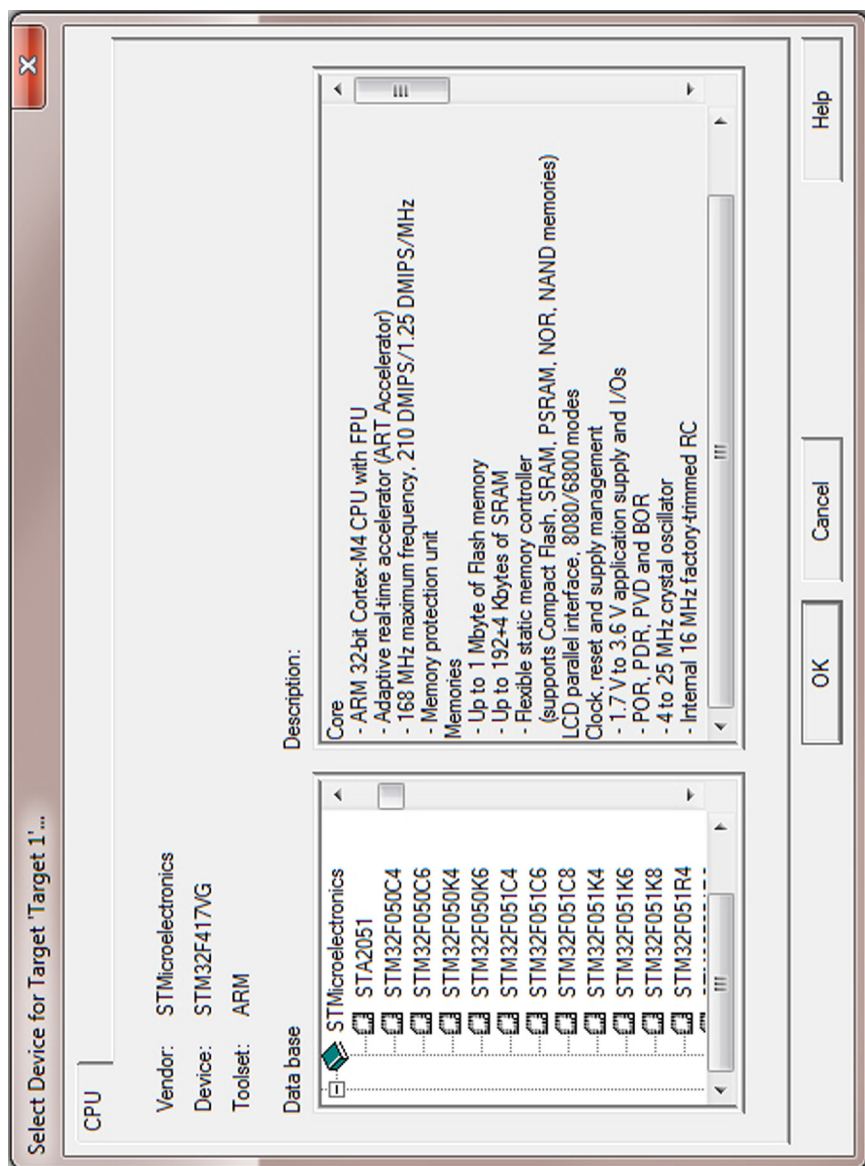 Select Device for Target 'Target 1'...
CPU
Vendor: STMicroelectronics
Device: STM32F417VG
Toolset: ARM
Data base
STMicroelectronics
STA2051
STM32F050C4
STM32F050C6
STM32F050K4
STM32F050K6
STM32F051C4
STM32F051C6
STM32F051C8
STM32F051K4
STM32F051K6
STM32F051K8
STM32F051R4
Description:
Core
- ARM 32-bit Cortex-M4 CPU with FPU
- Adaptive real-time accelerator (ART Accelerator)
- 168 MHz maximum frequency, 210 DMIPS/1.25 DMIPS/MHz
- Memory protection unit
Memories
- Up to 1 Mbyte of Flash memory
- Up to 192+4 Kbytes of SRAM
- Flexible static memory controller
(supports Compact Flash, SRAM, PSRAM, NOR, NAND memories)
LCD parallel interface, 8080/6800 modes
Clock, reset and supply management
- 1.7 V to 3.6 V application supply and I/Os
- POR, PDR, PVD and BOR
- 4 to 25 MHz crystal oscillator
- Internal 16 MHz factory-trimmed RC
OK
Cancel
Help